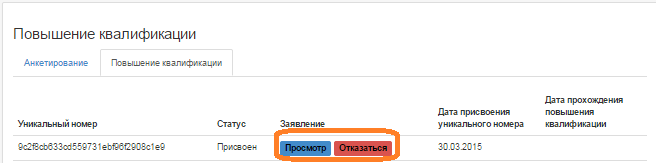 Повышение квалификации
Анкетирование Повышение квалификации
Уникальный номер Статус Заявление Дата присвоения уникального номера Дата прохождения повышения квалификации
9c2f8cb633cd559731ebf96f2908c1e9 Присвоен Просмотр Отказаться 30.03.2015